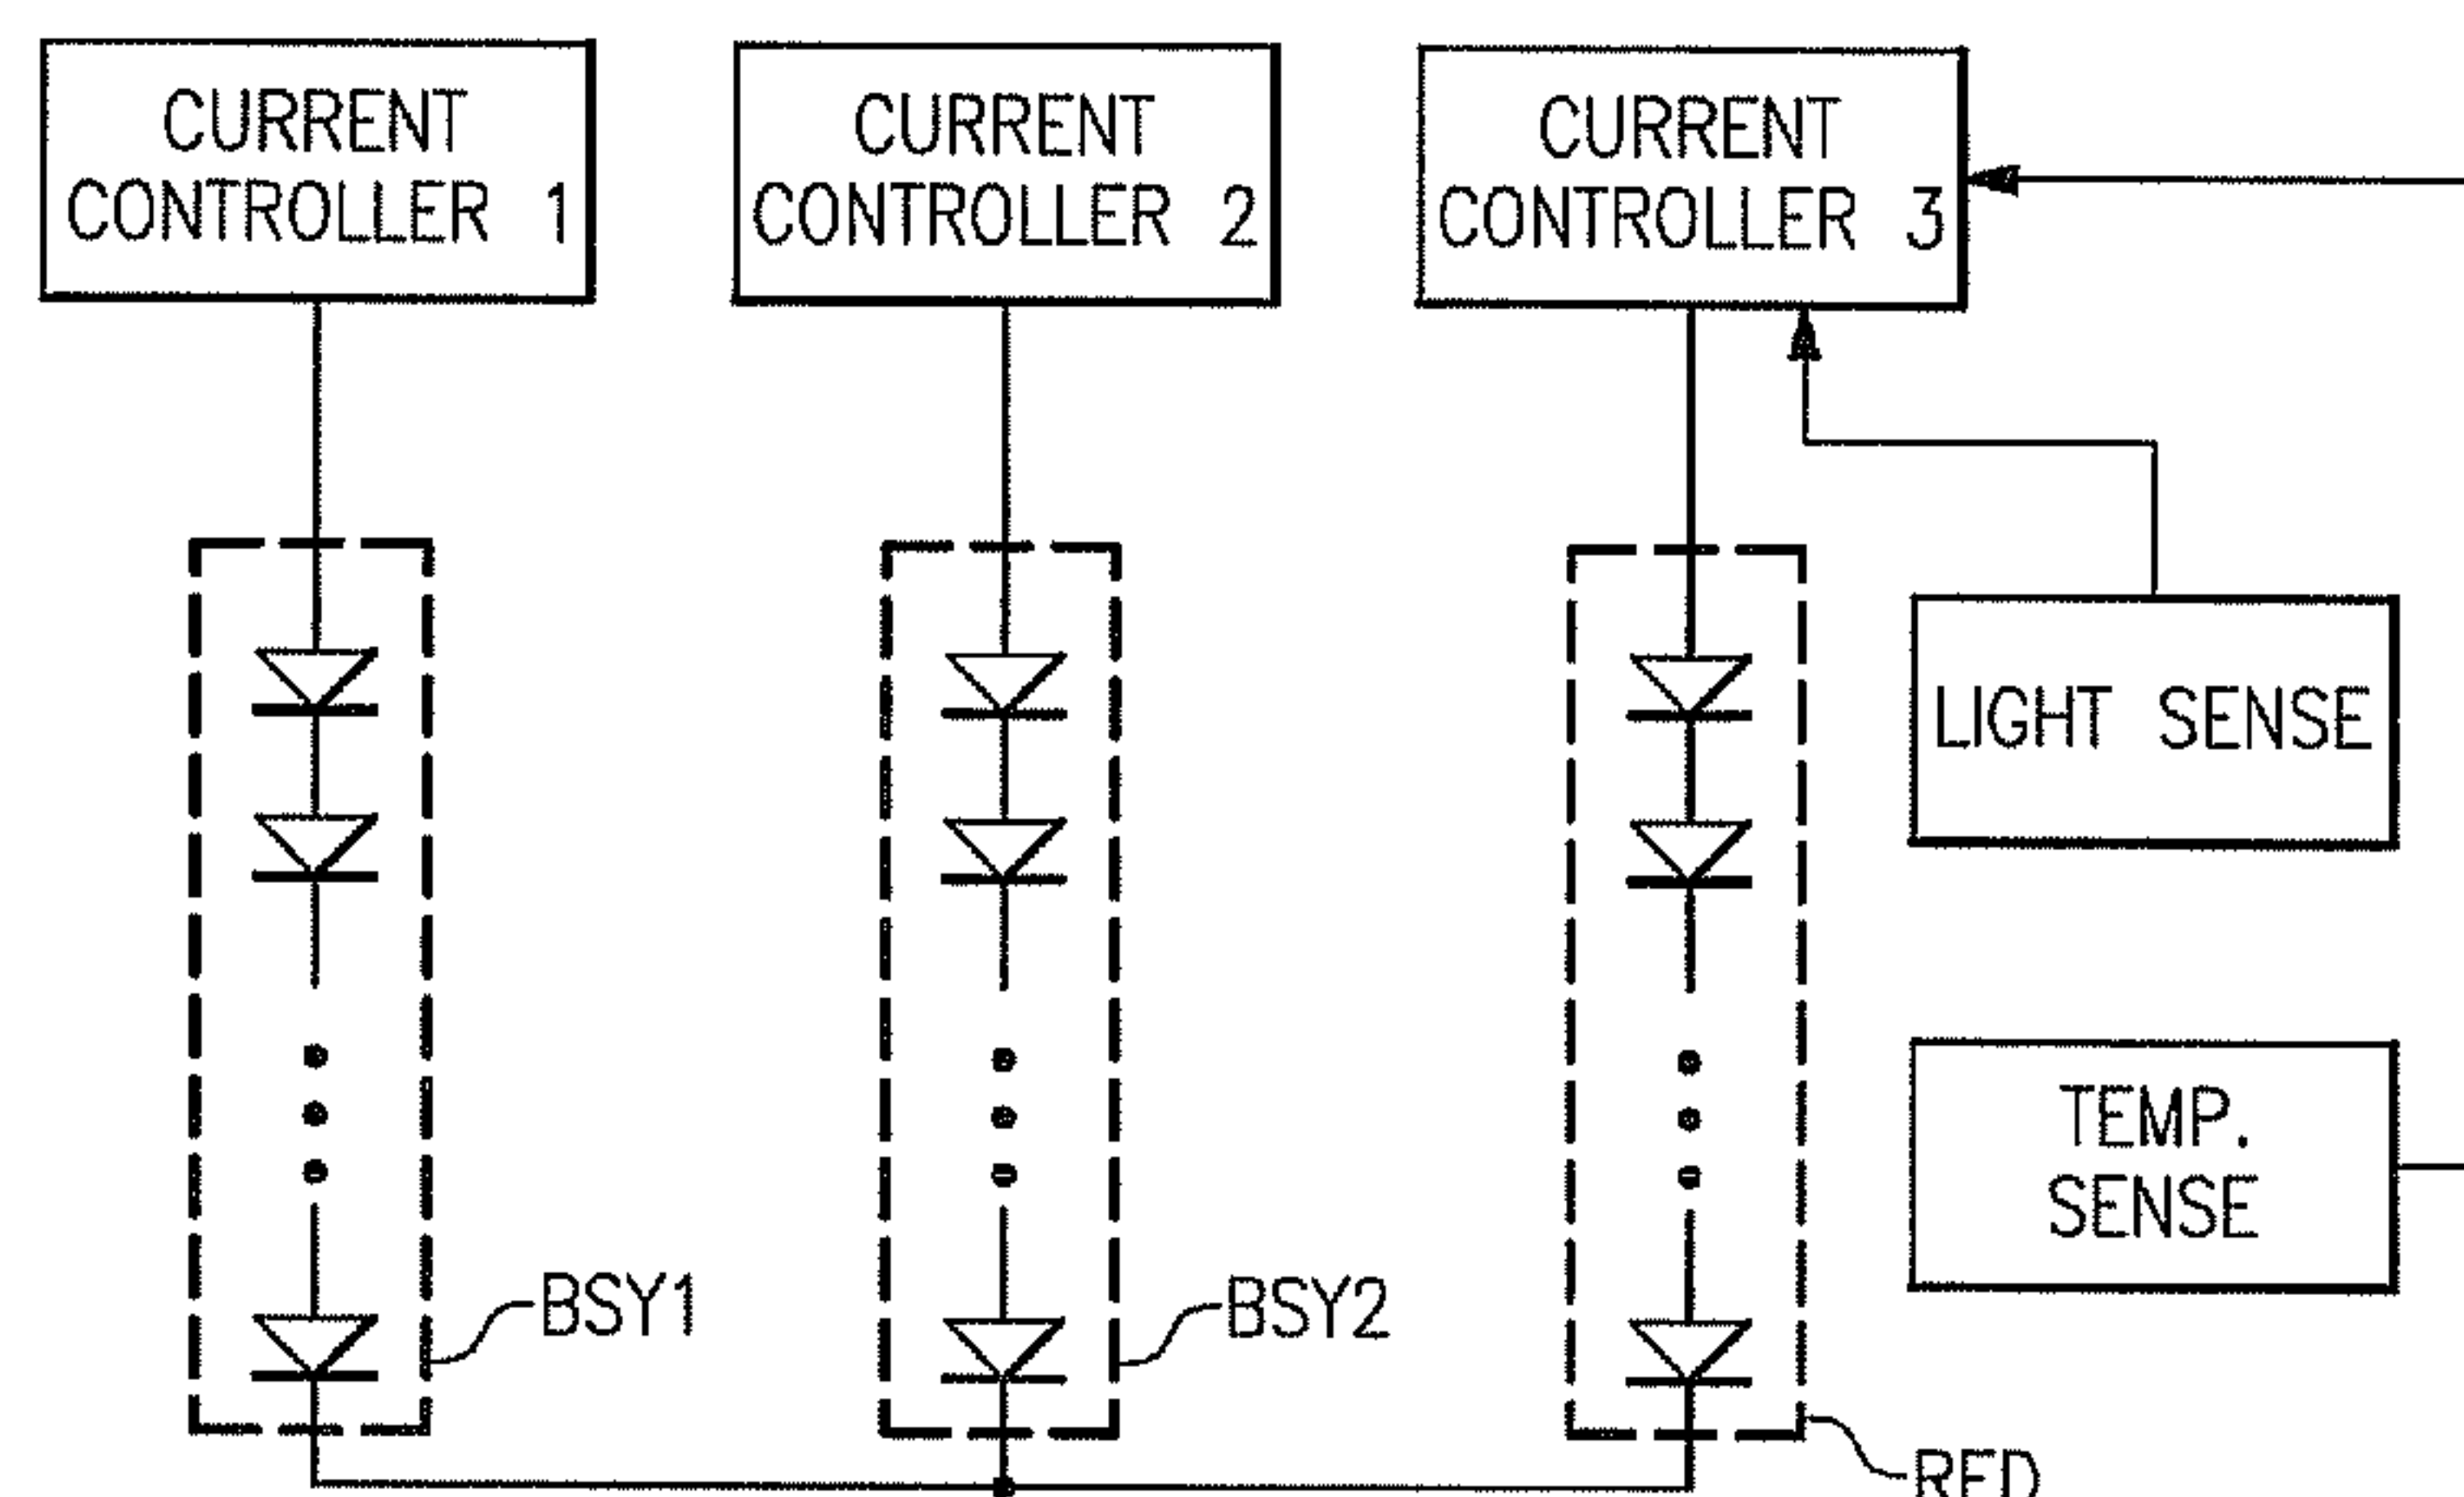 CURRENT
CONTROLLER 1
CURRENT
CONTROLLER 2
CURRENT
CONTROLLER 3
LIGHT SENSE
TEMP.
SENSE
BSY1
BSY2
RED